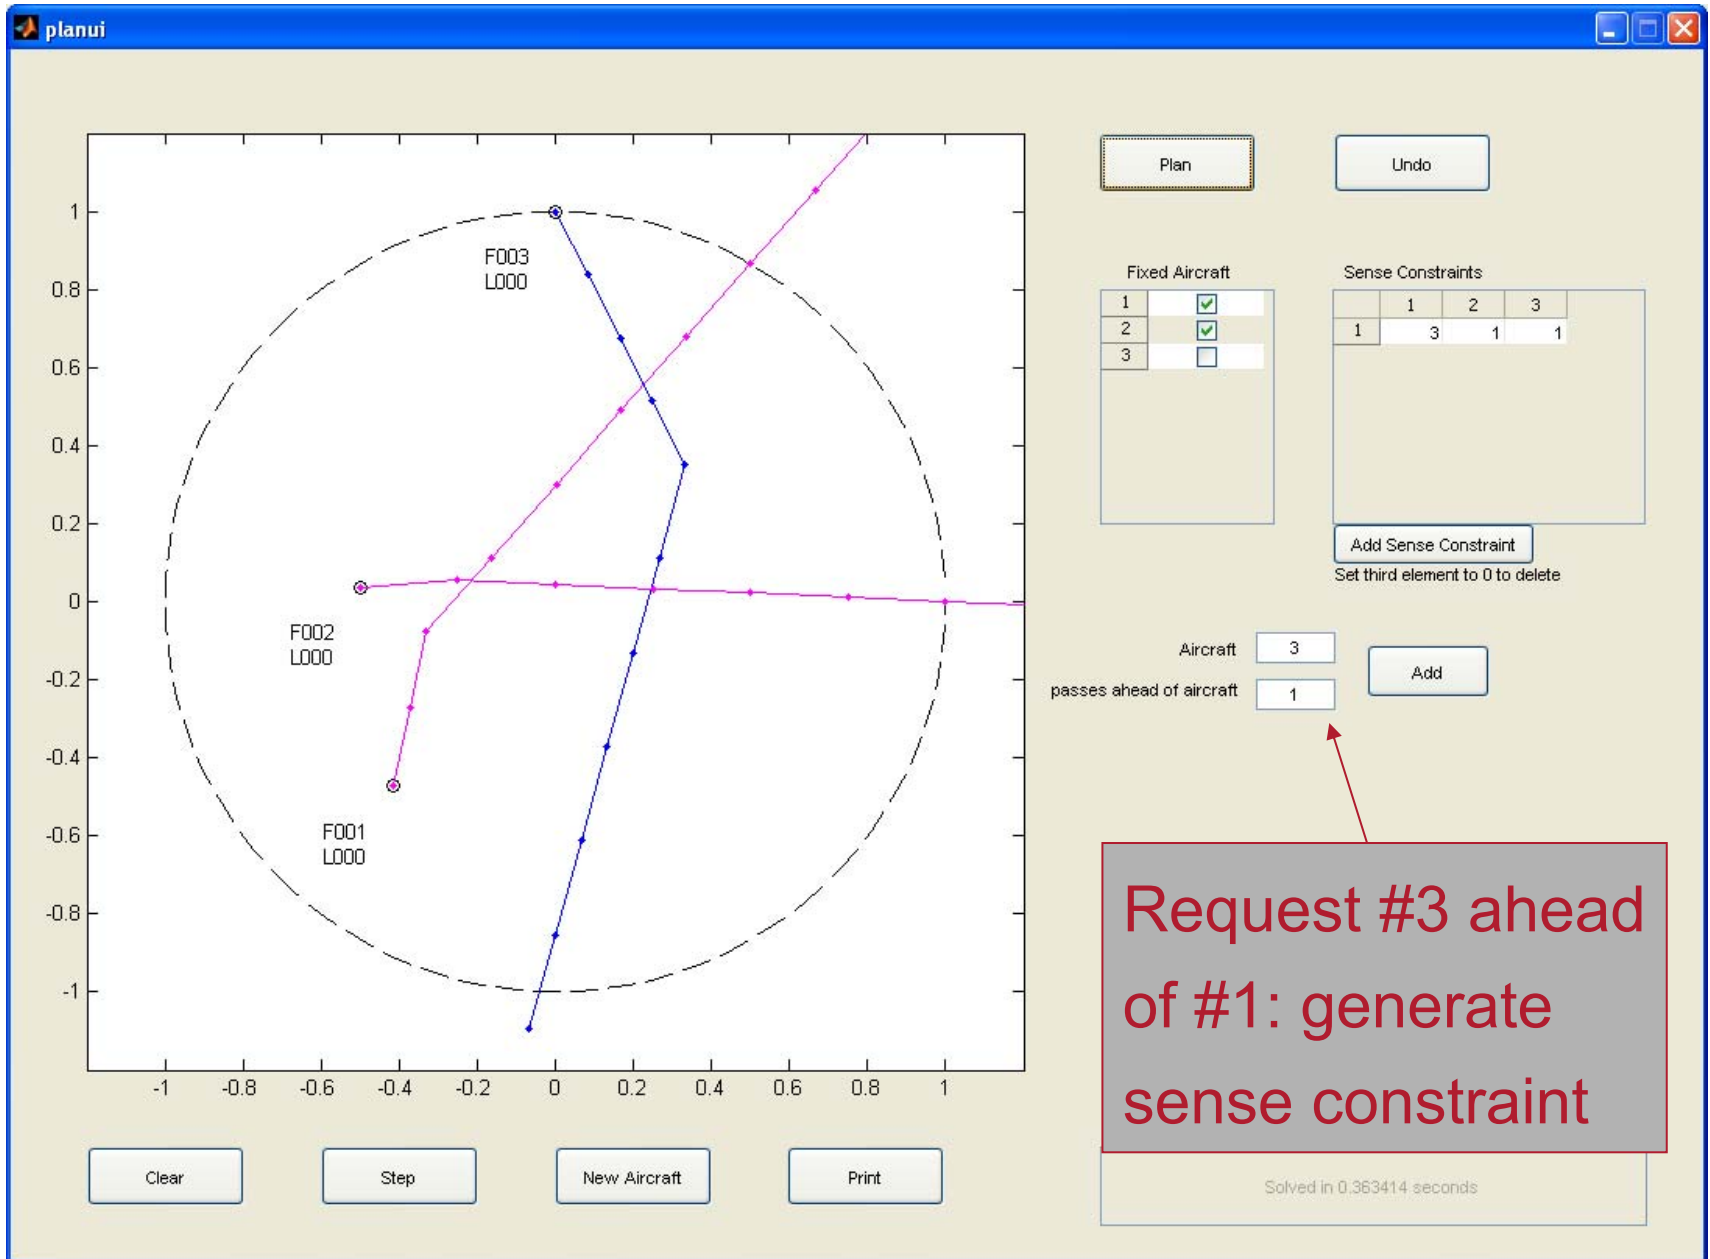 planui
Plan
Undo
1
0.8
0.6
0.4
0.2
0
-0.2
-0.4
-0.6
-0.8
-1
-1
-0.8
-0.6
-0.4
-0.2
0
0.2
0.4
0.6
0.8
1
F003
L000
F002
L000
F001
L000
Fixed Aircraft
1
2
3
Sense Constraints
1 2 3
1 3 1 1
Add Sense Constraint
Set third element to 0 to delete
Aircraft 3
passes ahead of aircraft 1
Add
Request #3 ahead
of #1: generate
sense constraint
Clear
Step
New Aircraft
Print
Solved in 0.363414 seconds